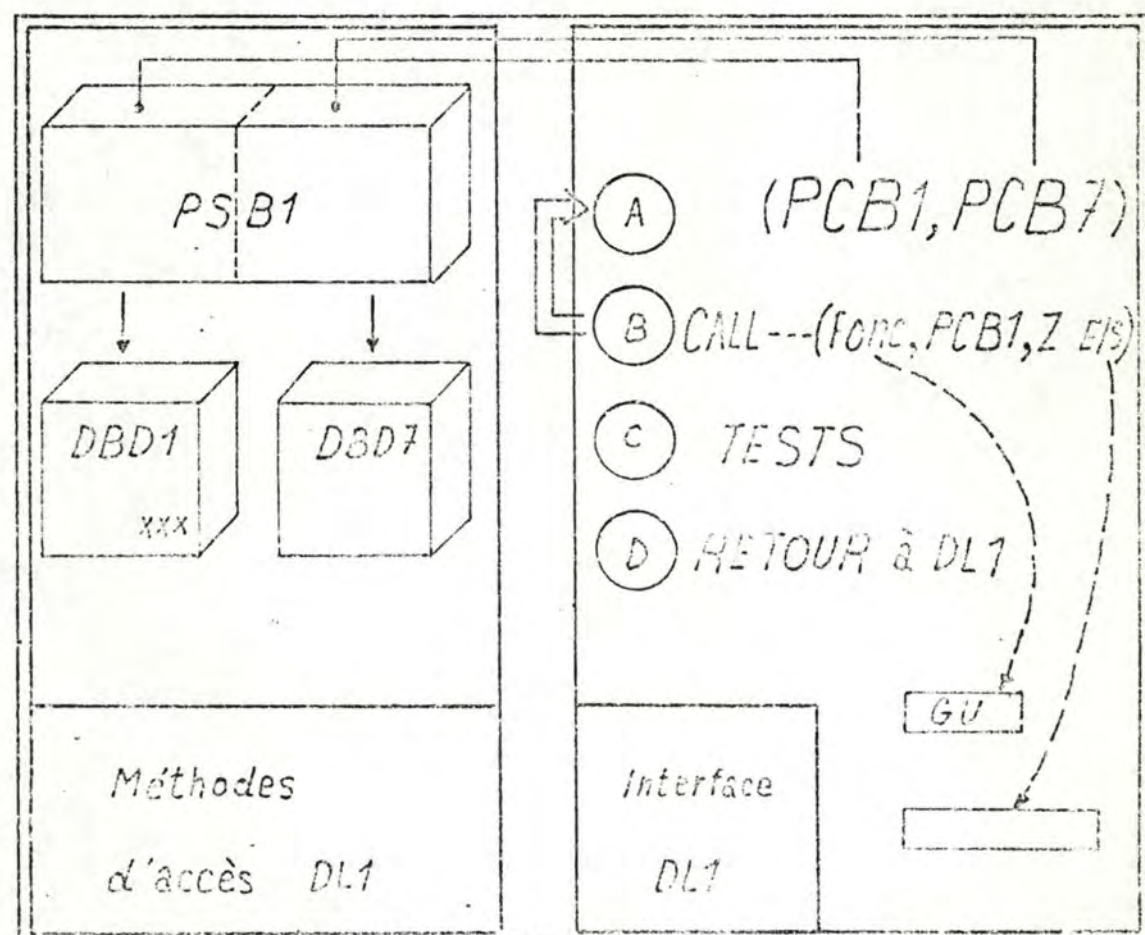 PSB1
DBD1
xxx
DBD7
Méthodes
d'accès DL1
A (PCB1, PCB7)
B CALL---(Fonc, PCB1, Z E/S)
C TESTS
D RETOUR à DL1
GU
Interface
DL1